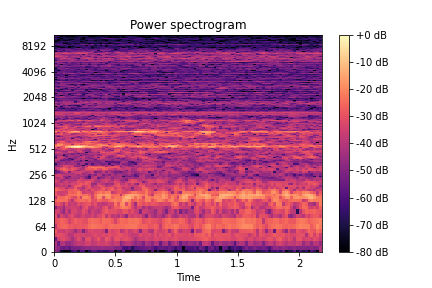 Power spectrogram
8192
4096
2048
1024
512
256
128
64
0
Hz
0 0.5 1 1.5 2
Time
+0 dB
-10 dB
-20 dB
-30 dB
-40 dB
-50 dB
-60 dB
-70 dB
-80 dB